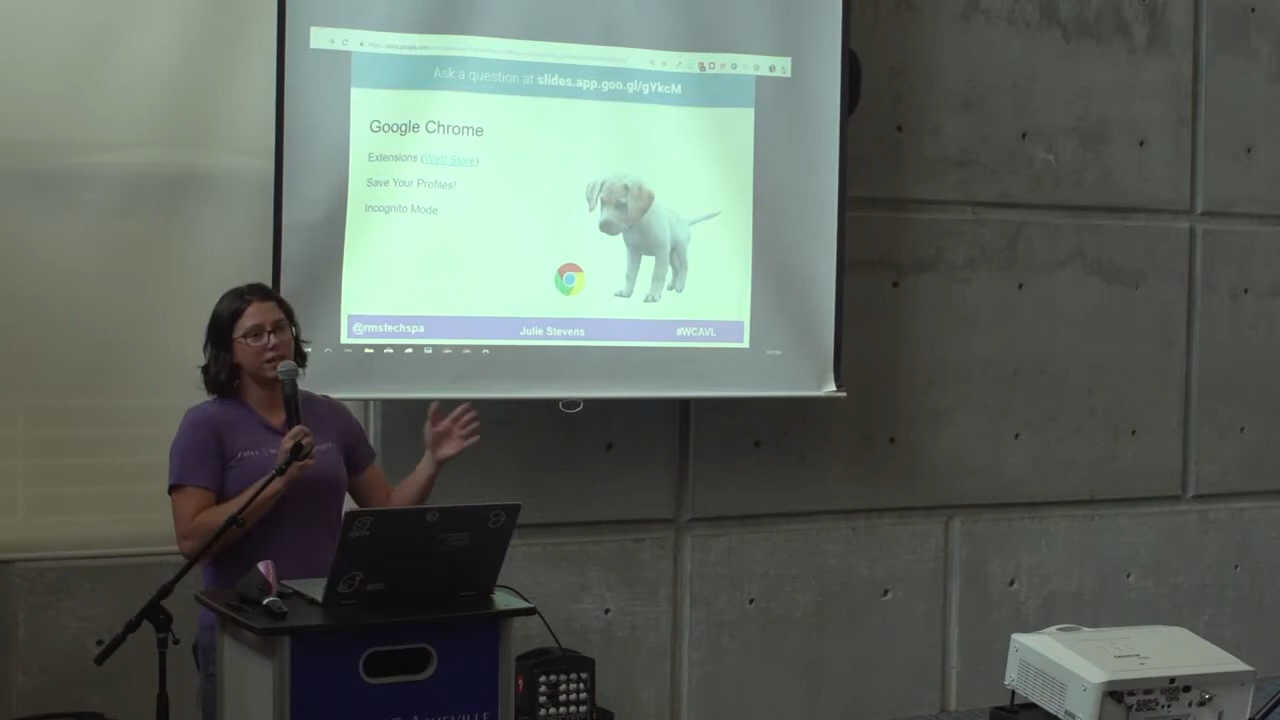 Ask a question at slides.app.goo.gl/gYkcM
Google Chrome
Extensions (Web Store)
Save Your Profiles!
Incognito Mode
@rmstechspa
Julie Stevens
#WCAVL
ASHEVILLE